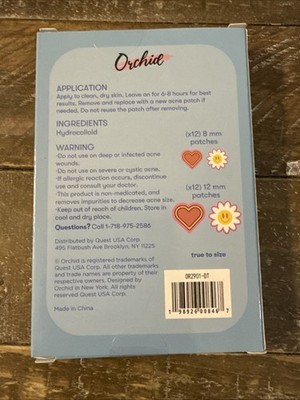 Orchid
APPLICATION
Apply to clean, dry skin. Leave on for 6-8 hours for best
results. Remove and replace with a new acne patch if
needed. Do not reuse the patch after removing.
INGREDIENTS
Hydrocolloid
WARNING
·Do not use on deep or infected acne
wounds.
·Do not use on severe or cystic acne.
·If allergic reaction occurs, discontinue
use and consult your doctor.
·This product is non-medicated, and
removes impurities to decrease acne size.
·Keep out of reach of children. Store in
cool and dry place.
Questions? Call 1-718-975-2586
(x12) 8 mm
patches
(x12) 12 mm
patches
true to size
Distributed by Quest USA Corp.
495 Flatbush Ave Brooklyn, NY 11225
© Orchid is registered trademarks of
Quest USA Corp. All other trademarks
and trade names are property of their
respective owners. Designed by
Orchid in New York. All rights
reserved Quest USA Corp.
Made in China
OR2901-DT